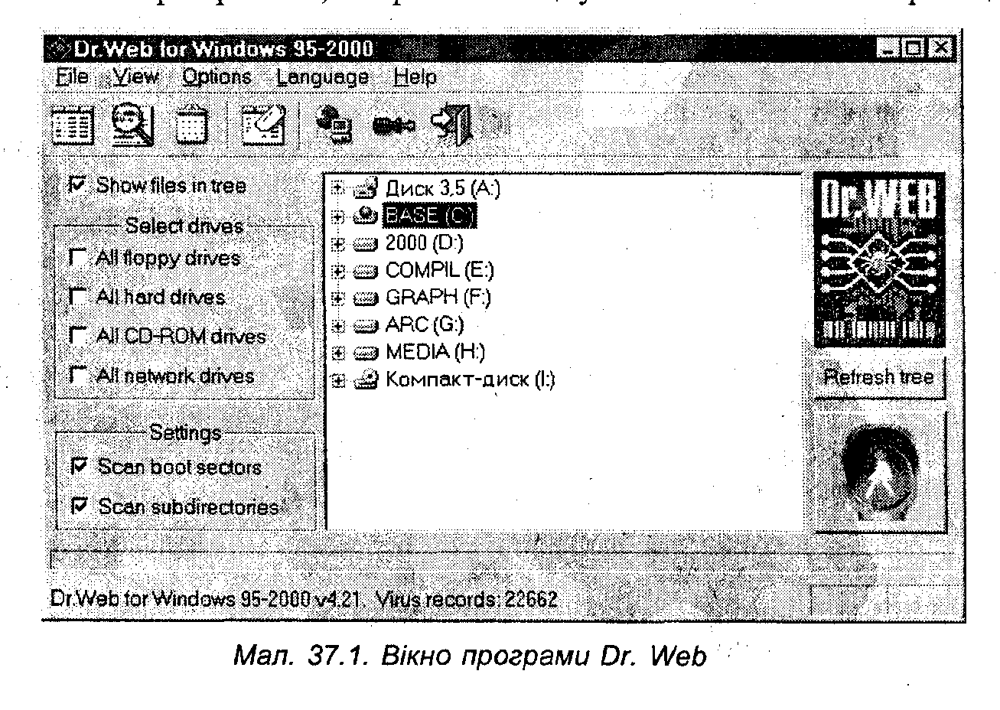 Dr.Web for Windows 95-2000
File View Options Language Help
Show files in tree
Select drives
All floppy drives
All hard drives
All CD-ROM drives
All network drives
Settings
Scan boot sectors
Scan subdirectories
Диск 3,5 (A:)
BASE (C:)
2000 (D:)
COMPIL (E:)
GRAPH (F:)
ARC (G:)
MEDIA (H:)
Компакт-диск (I:)
Dr.WEB
Refresh tree
Dr.Web for Windows 95-2000 v4.21. Virus records: 22662
Мал. 37.1. Вікно програми Dr. Web